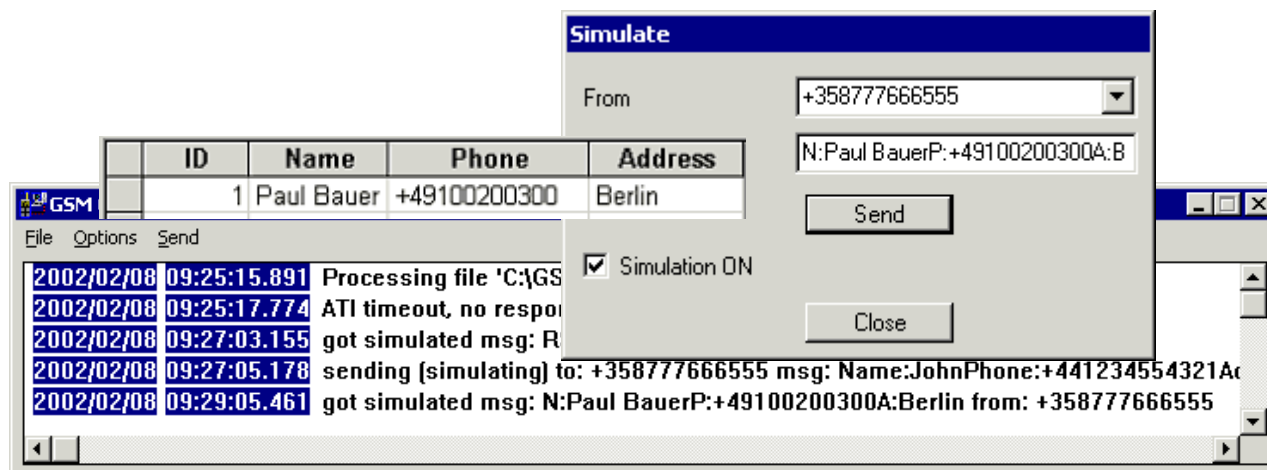 Simulate
From
+358777666555
N:Paul BauerP:+49100200300A:B
Send
Simulation ON
Close
ID Name Phone Address
1 Paul Bauer +49100200300 Berlin
GSM
File Options Send
2002/02/08 09:25:15.891 Processing file 'C:\GS
2002/02/08 09:25:17.774 ATI timeout, no respo
2002/02/08 09:27:03.155 got simulated msg: R
2002/02/08 09:27:05.178 sending (simulating) to: +358777666555 msg: Name:JohnPhone:+441234554321Ad
2002/02/08 09:29:05.461 got simulated msg: N:Paul BauerP:+49100200300A:Berlin from: +358777666555